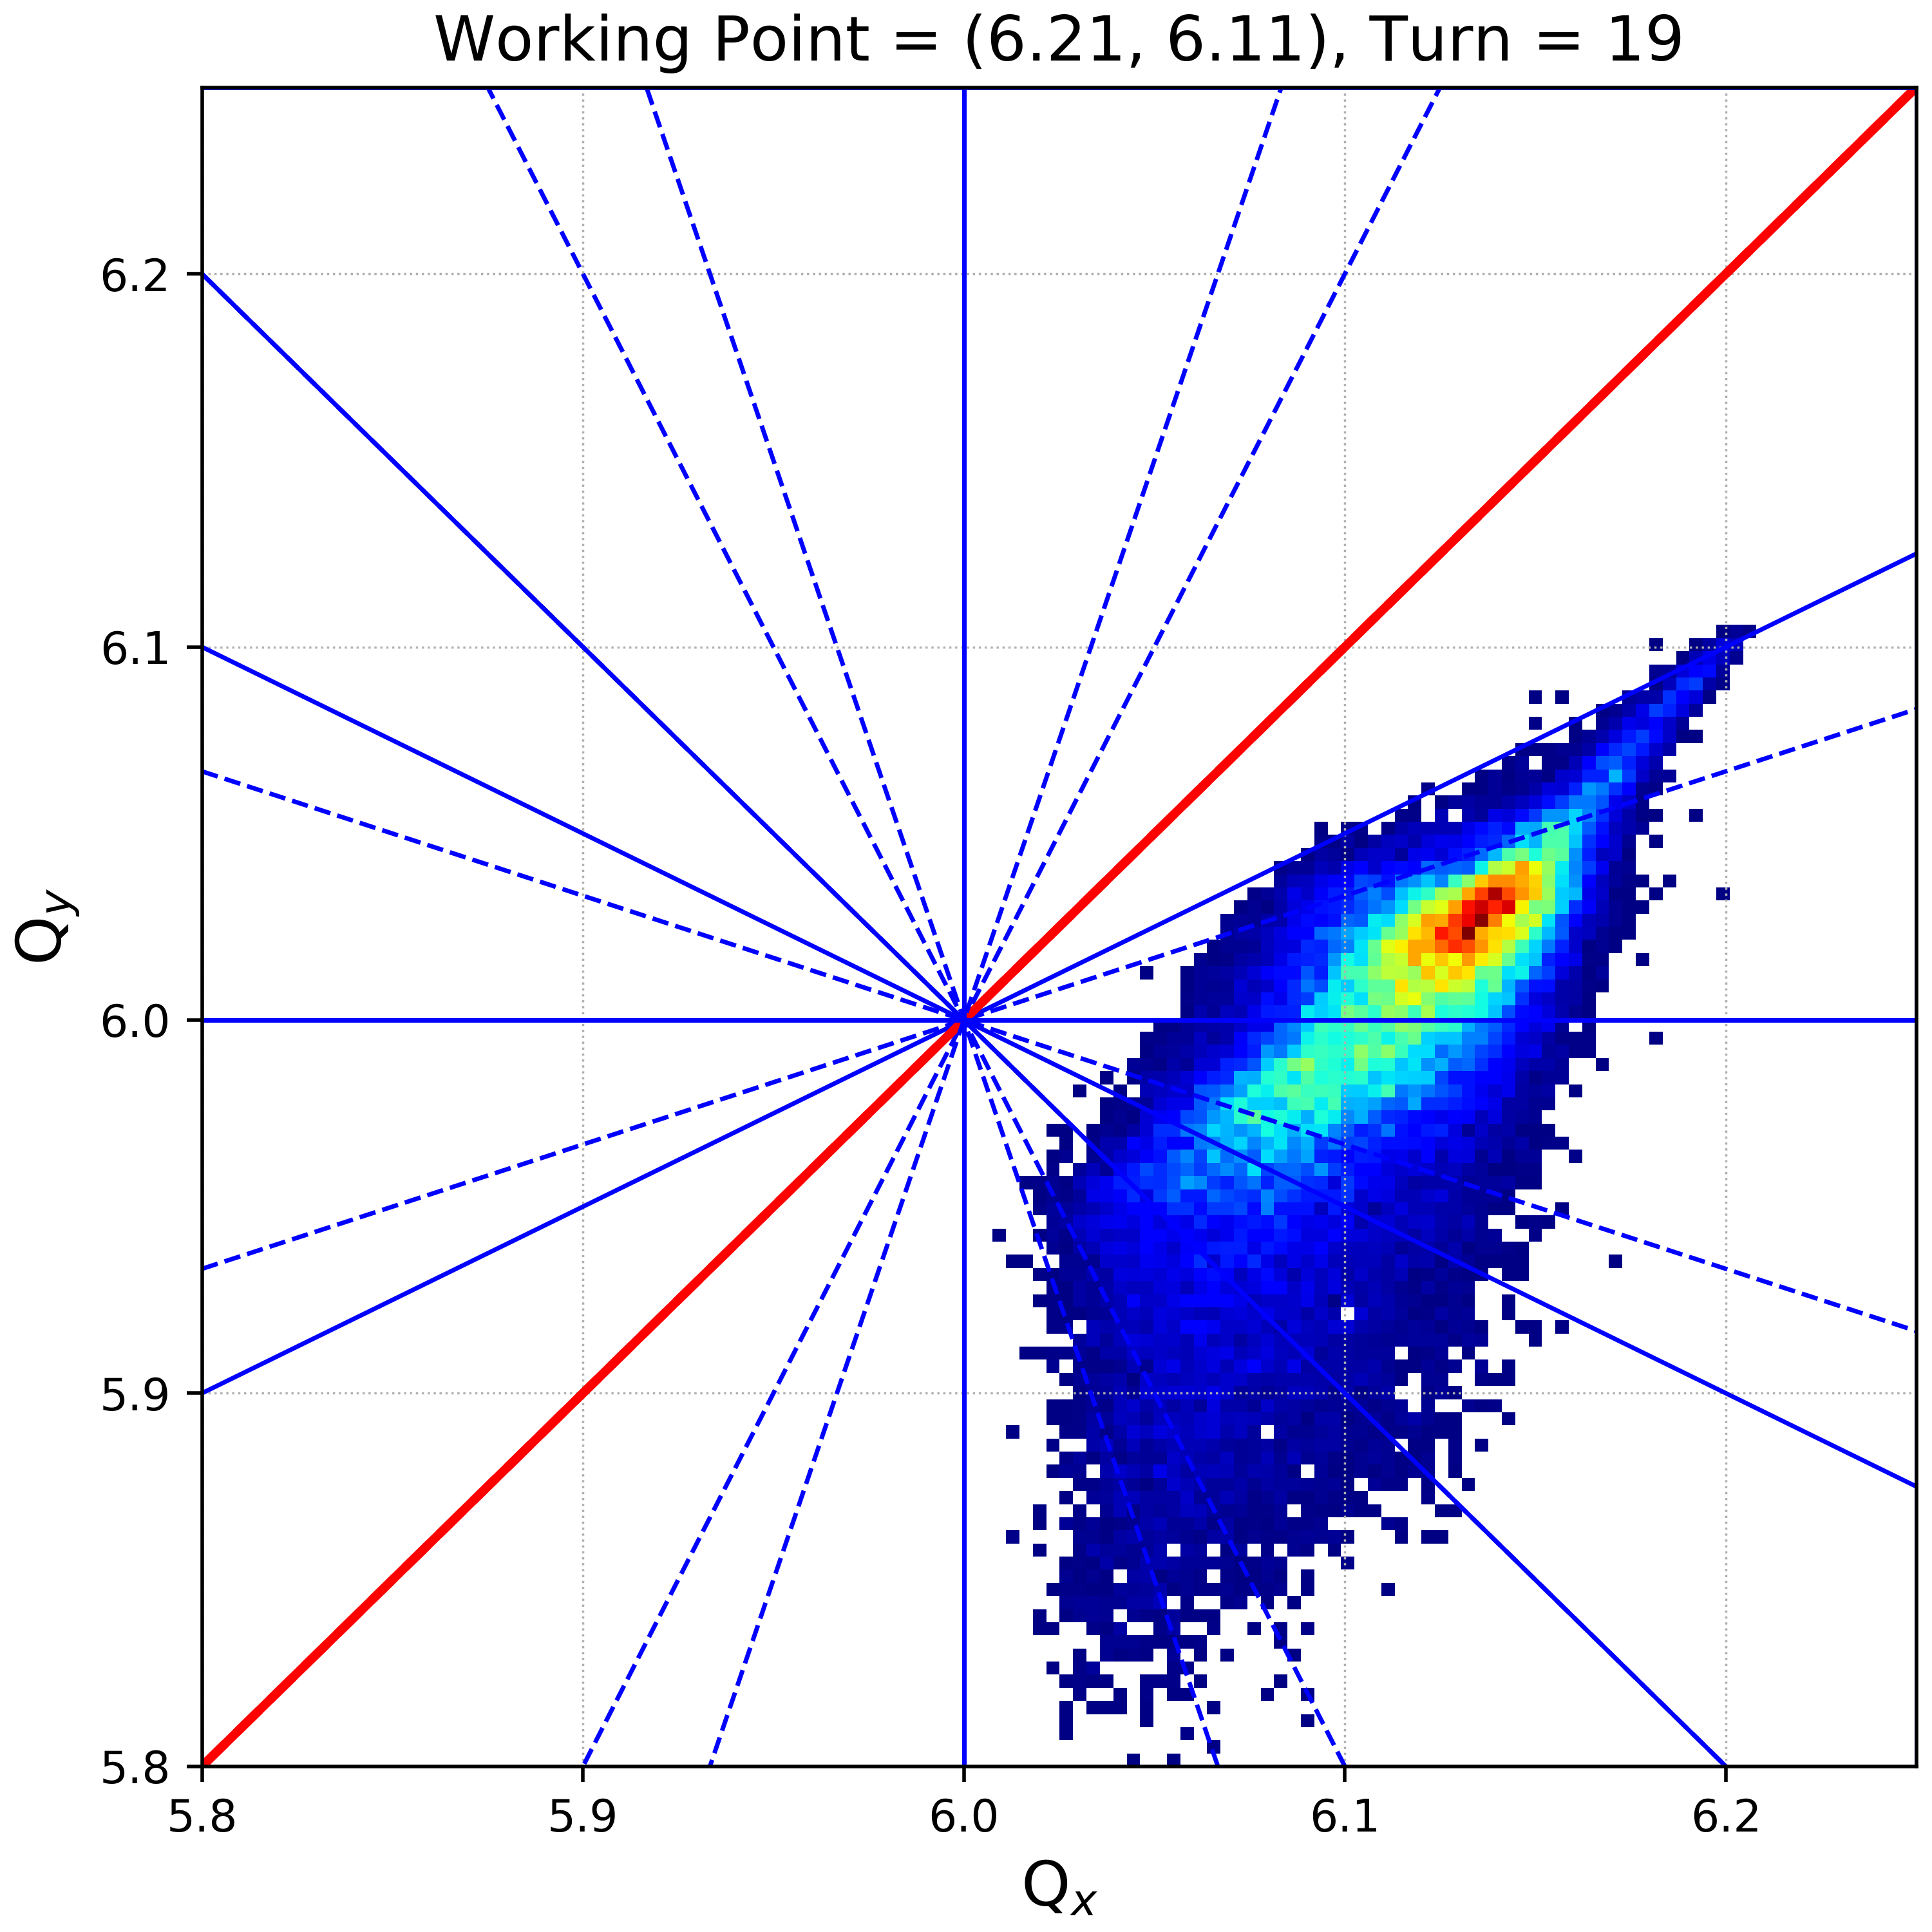 Working Point = (6.21, 6.11), Turn = 19
6.2
6.1
6.0
5.9
5.8
Qy
5.8 5.9 6.0 6.1 6.2
Qx